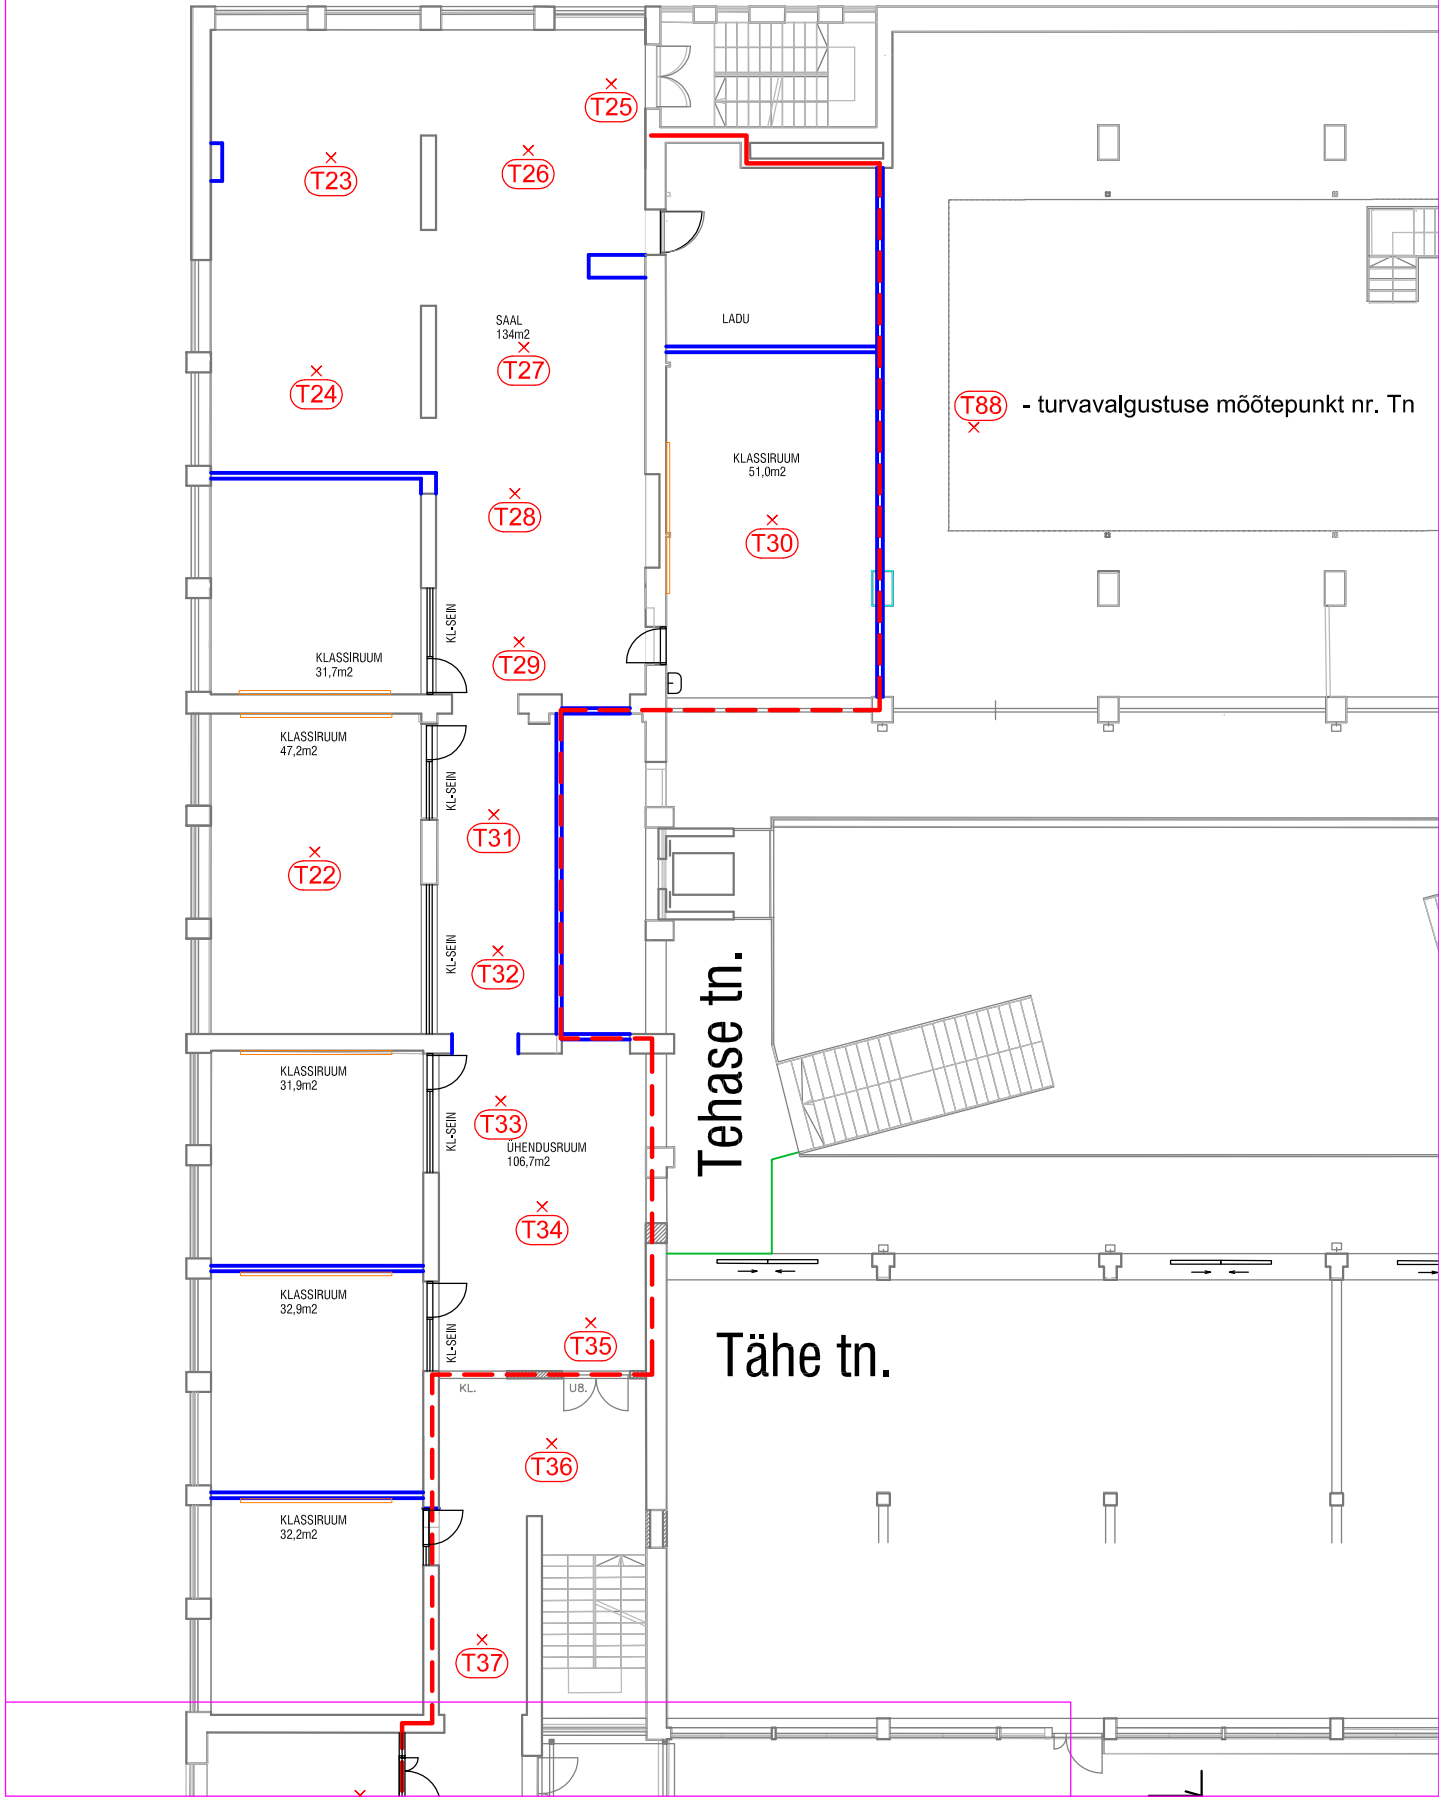 T25
T26
T23
SAAL
134m2
LADU
T27
T24
T88 - turvavalgustuse mõõtepunkt nr. Tn
KLASSIRUUM
51,0m2
T28
T30
KL-SEIN
T29
KLASSIRUUM
31,7m2
KLASSIRUUM
47,2m2
KL-SEIN
T31
T22
KL-SEIN
T32
Tehase tn.
KLASSIRUUM
31,9m2
T33
KL-SEIN
ÜHENDUSRUUM
106,7m2
T34
KLASSIRUUM
32,9m2
KL-SEIN
T35
Tähe tn.
KL.
U8.
T36
KLASSIRUUM
32,2m2
T37